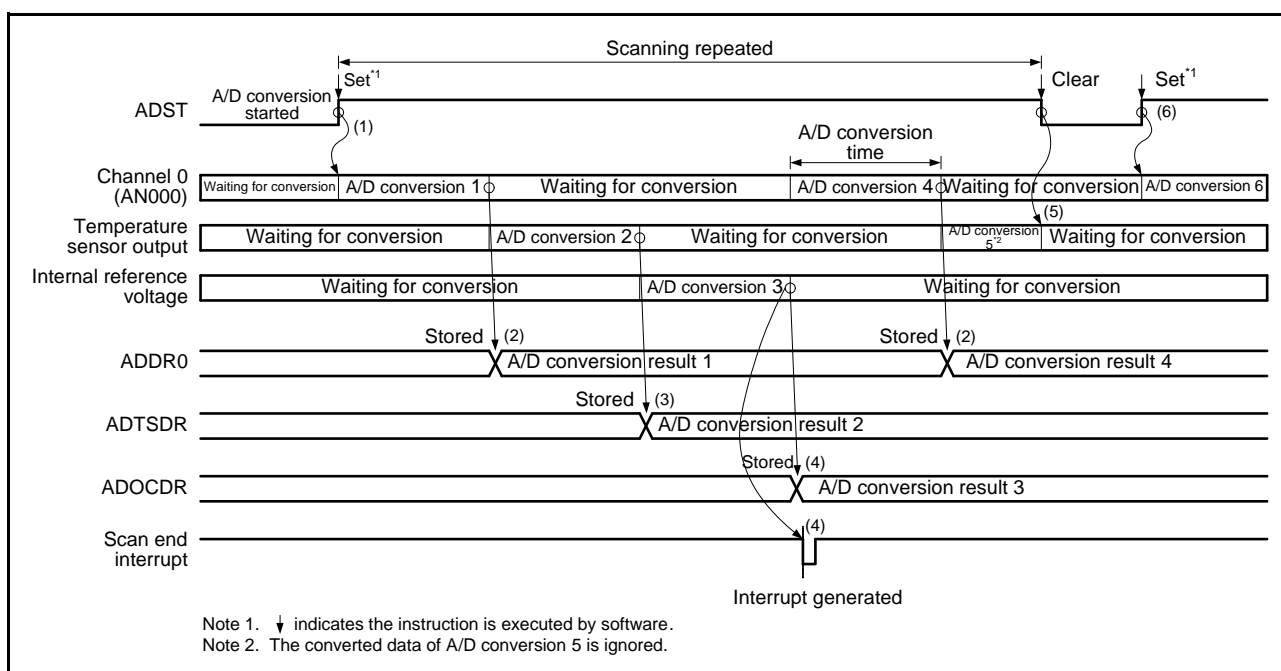 Scanning repeated
Set*1
Clear
Set*1
A/D conversion
started
ADST
(1)
(6)
A/D conversion
time
Channel 0
(AN000)
Waiting for conversion
A/D conversion 1
Waiting for conversion
A/D conversion 4
Waiting for conversion
A/D conversion 6
(5)
Temperature
sensor output
Waiting for conversion
A/D conversion 2
Waiting for conversion
A/D conversion
5*2
Waiting for conversion
Internal reference
voltage
Waiting for conversion
A/D conversion 3
Waiting for conversion
Stored (2)
Stored (2)
ADDR0
A/D conversion result 1
A/D conversion result 4
Stored (3)
ADTSDR
A/D conversion result 2
Stored (4)
ADOCDR
A/D conversion result 3
Scan end
interrupt
(4)
Interrupt generated
Note 1. ↓ indicates the instruction is executed by software.
Note 2. The converted data of A/D conversion 5 is ignored.